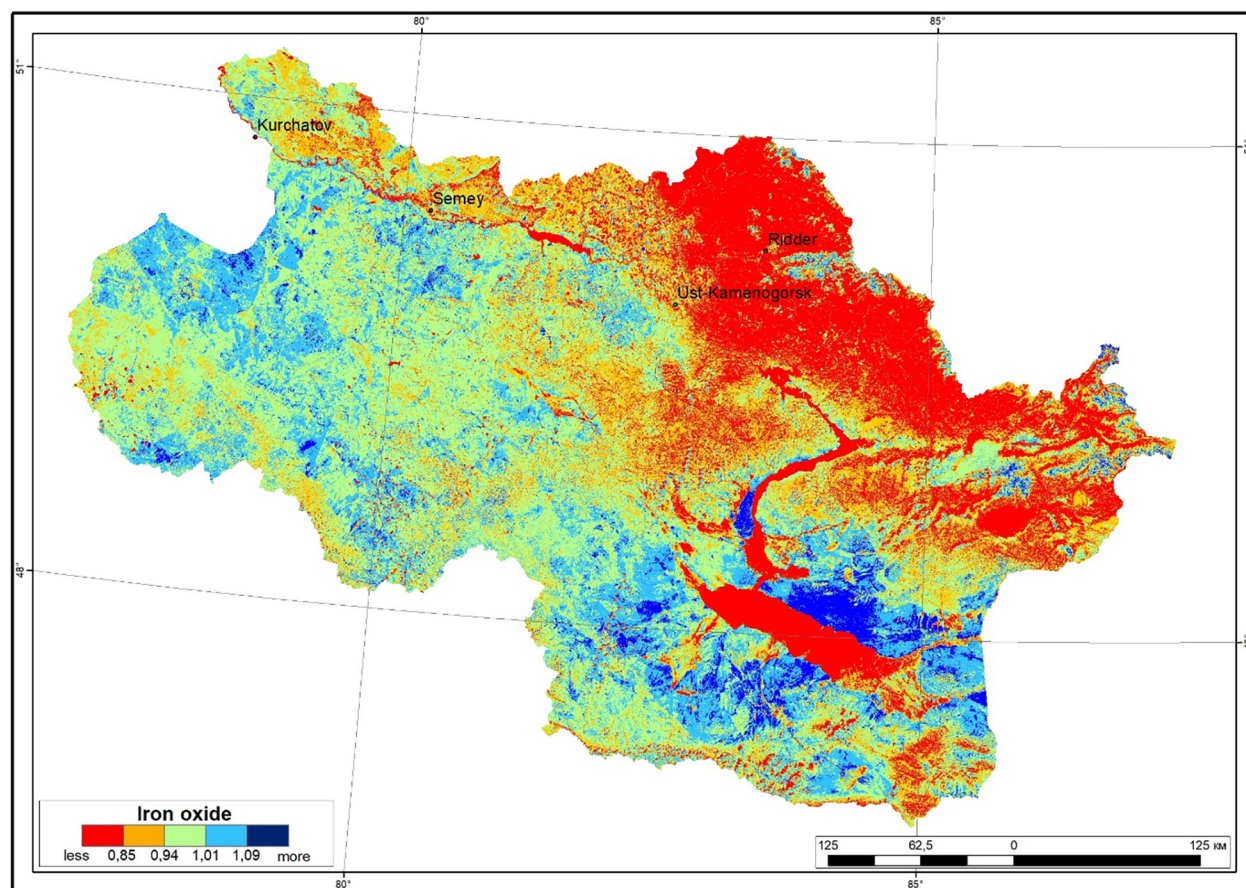 80° 85°
51°
Kurchatov
Semey
Ridder
Ust-Kamenogorsk
48°
Iron oxide
less 0,85 0,94 1,01 1,09 more
125 62,5 0 125 км
80° 85°